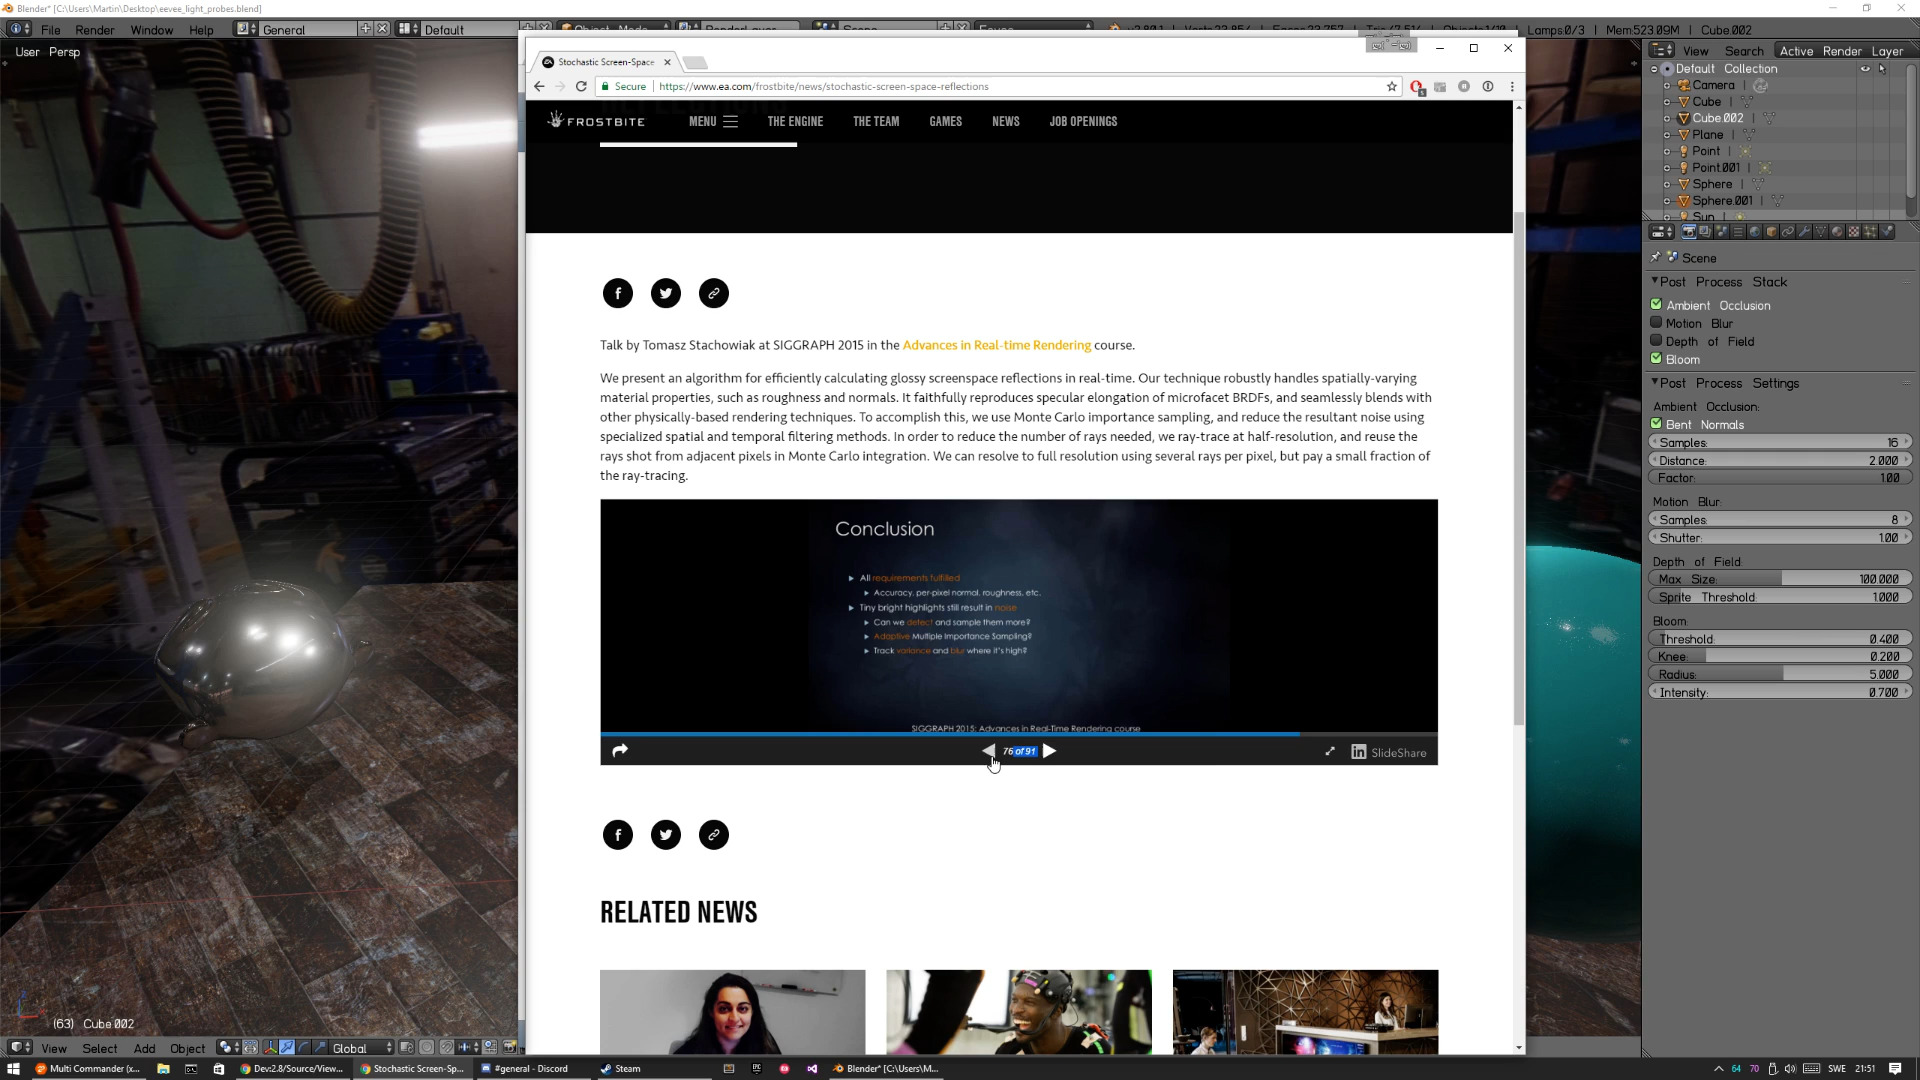 Blender* [C:\Users\Martin\Desktop\eevee_light_probes.blend]
File Render Window Help General Default
Lamps:0/3 | Mem:523.09M | Cube.002
User Persp
Stochastic Screen-Space
Secure https://www.ea.com/frostbite/news/stochastic-screen-space-reflections
FROSTBITE MENU THE ENGINE THE TEAM GAMES NEWS JOB OPENINGS
Talk by Tomasz Stachowiak at SIGGRAPH 2015 in the Advances in Real-time Rendering course.
We present an algorithm for efficiently calculating glossy screenspace reflections in real-time. Our technique robustly handles spatially-varying
material properties, such as roughness and normals. It faithfully reproduces specular elongation of microfacet BRDFs, and seamlessly blends with
other physically-based rendering techniques. To accomplish this, we use Monte Carlo importance sampling, and reduce the resultant noise using
specialized spatial and temporal filtering methods. In order to reduce the number of rays needed, we ray-trace at half-resolution, and reuse the
rays shot from adjacent pixels in Monte Carlo integration. We can resolve to full resolution using several rays per pixel, but pay a small fraction of
the ray-tracing.
Conclusion
All requirements fulfilled
Accuracy, per-pixel normal, roughness, etc.
Tiny bright highlights still result in noise
Can we detect and sample them more?
Adaptive Multiple Importance Sampling?
Track variance and blur where it's high?
SIGGRAPH 2015: Advances in Real-Time Rendering course
76 of 91
in SlideShare
RELATED NEWS
View Search Active Render Layer
Default Collection
Camera
Cube
Cube.002
Plane
Point
Point.001
Sphere
Sphere.001
Sun
Scene
Post Process Stack
Ambient Occlusion
Motion Blur
Depth of Field
Bloom
Post Process Settings
Ambient Occlusion:
Bent Normals
Samples: 16
Distance: 2.000
Factor: 1.00
Motion Blur:
Samples: 8
Shutter: 1.00
Depth of Field:
Max Size: 100.000
Sprite Threshold: 1.000
Bloom:
Threshold: 0.400
Knee: 0.200
Radius: 5.000
Intensity: 0.700
(63) Cube.002
View Select Add Object Global
Multi Commander (x...
Dev:2.8/Source/View...
Stochastic Screen-Sp...
#general - Discord
Steam
Blender* [C:\Users\M...
64 70 SWE 21:51